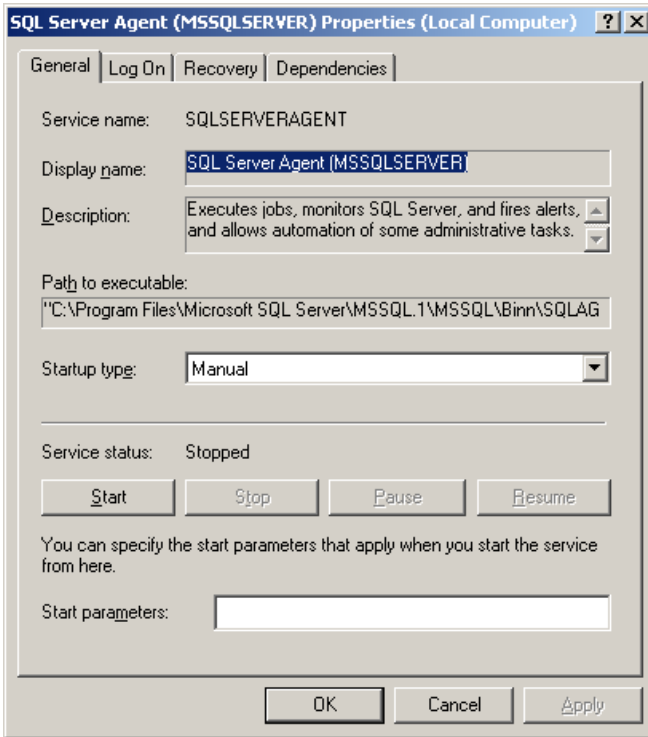 SQL Server Agent (MSSQLSERVER) Properties (Local Computer)
General Log On Recovery Dependencies
Service name: SQLSERVERAGENT
Display name: SQL Server Agent (MSSQLSERVER)
Description: Executes jobs, monitors SQL Server, and fires alerts,
and allows automation of some administrative tasks.
Path to executable:
"C:\Program Files\Microsoft SQL Server\MSSQL.1\MSSQL\Binn\SQLAG
Startup type: Manual
Service status: Stopped
Start Stop Pause Resume
You can specify the start parameters that apply when you start the service
from here.
Start parameters:
OK Cancel Apply